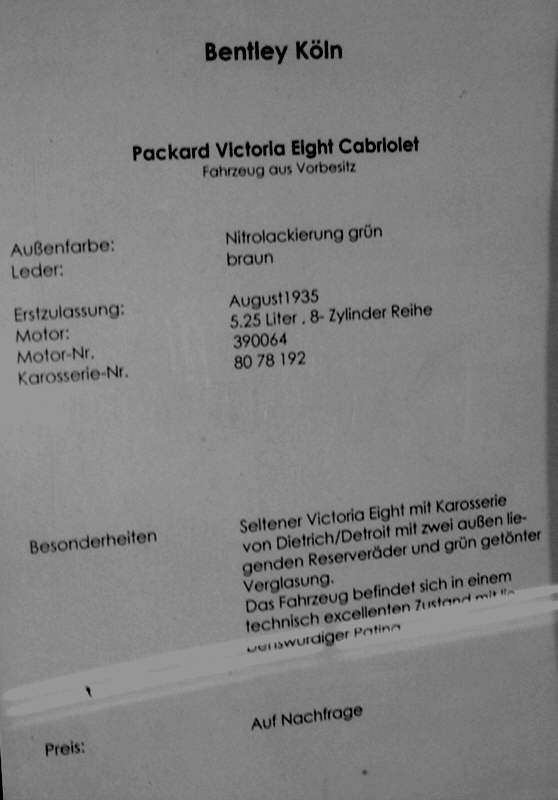 Bentley Köln
Packard Victoria Eight Cabriolet
Fahrzeug aus Vorbesitz
Außenfarbe: Nitrolackierung grün
Leder: braun
Erstzulassung: August1935
Motor: 5.25 Liter . 8- Zylinder Reihe
Motor-Nr. 390064
Karosserie-Nr. 80 78 192
Besonderheiten Seltener Victoria Eight mit Karosserie
von Dietrich/Detroit mit zwei außen lie-
genden Reserveräder und grün getönter
Verglasung.
Das Fahrzeug befindet sich in einem
technisch excellenten Zustand mit
Patina
Preis: Auf Nachfrage